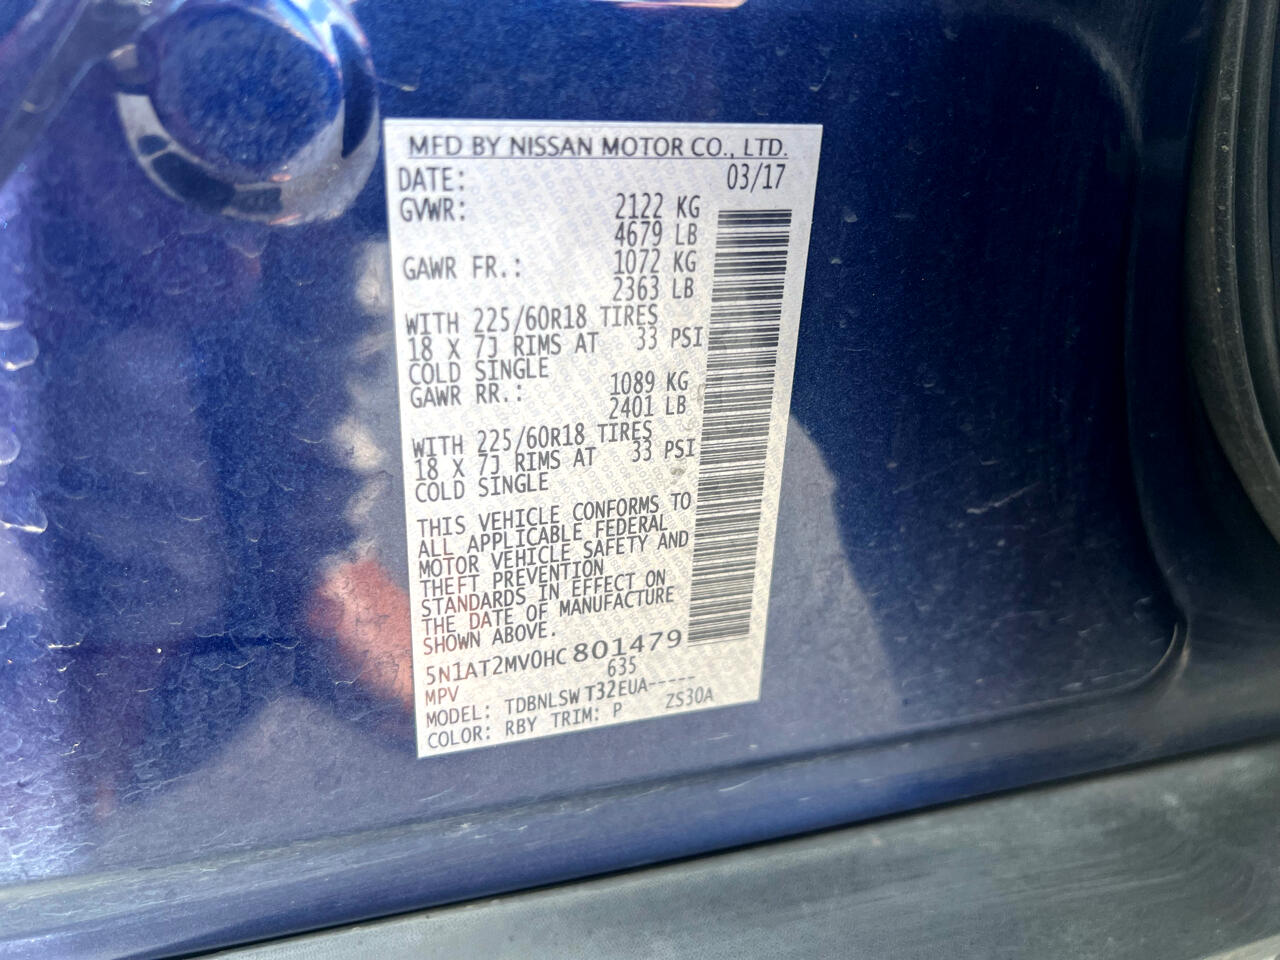 MFD BY NISSAN MOTOR CO., LTD.
DATE: 03/17
GVWR: 2122 KG
4679 LB
GAWR FR.: 1072 KG
2363 LB
WITH 225/60R18 TIRES
18 X 7J RIMS AT 33 PSI
COLD SINGLE
GAWR RR.: 1089 KG
2401 LB
WITH 225/60R18 TIRES
18 X 7J RIMS AT 33 PSI
COLD SINGLE
THIS VEHICLE CONFORMS TO
ALL APPLICABLE FEDERAL
MOTOR VEHICLE SAFETY AND
THEFT PREVENTION
STANDARDS IN EFFECT ON
THE DATE OF MANUFACTURE
SHOWN ABOVE.
5N1AT2MV0HC801479
MPV 635
MODEL: TDBNLSW T32EUA-----
COLOR: RBY TRIM: P ZS30A